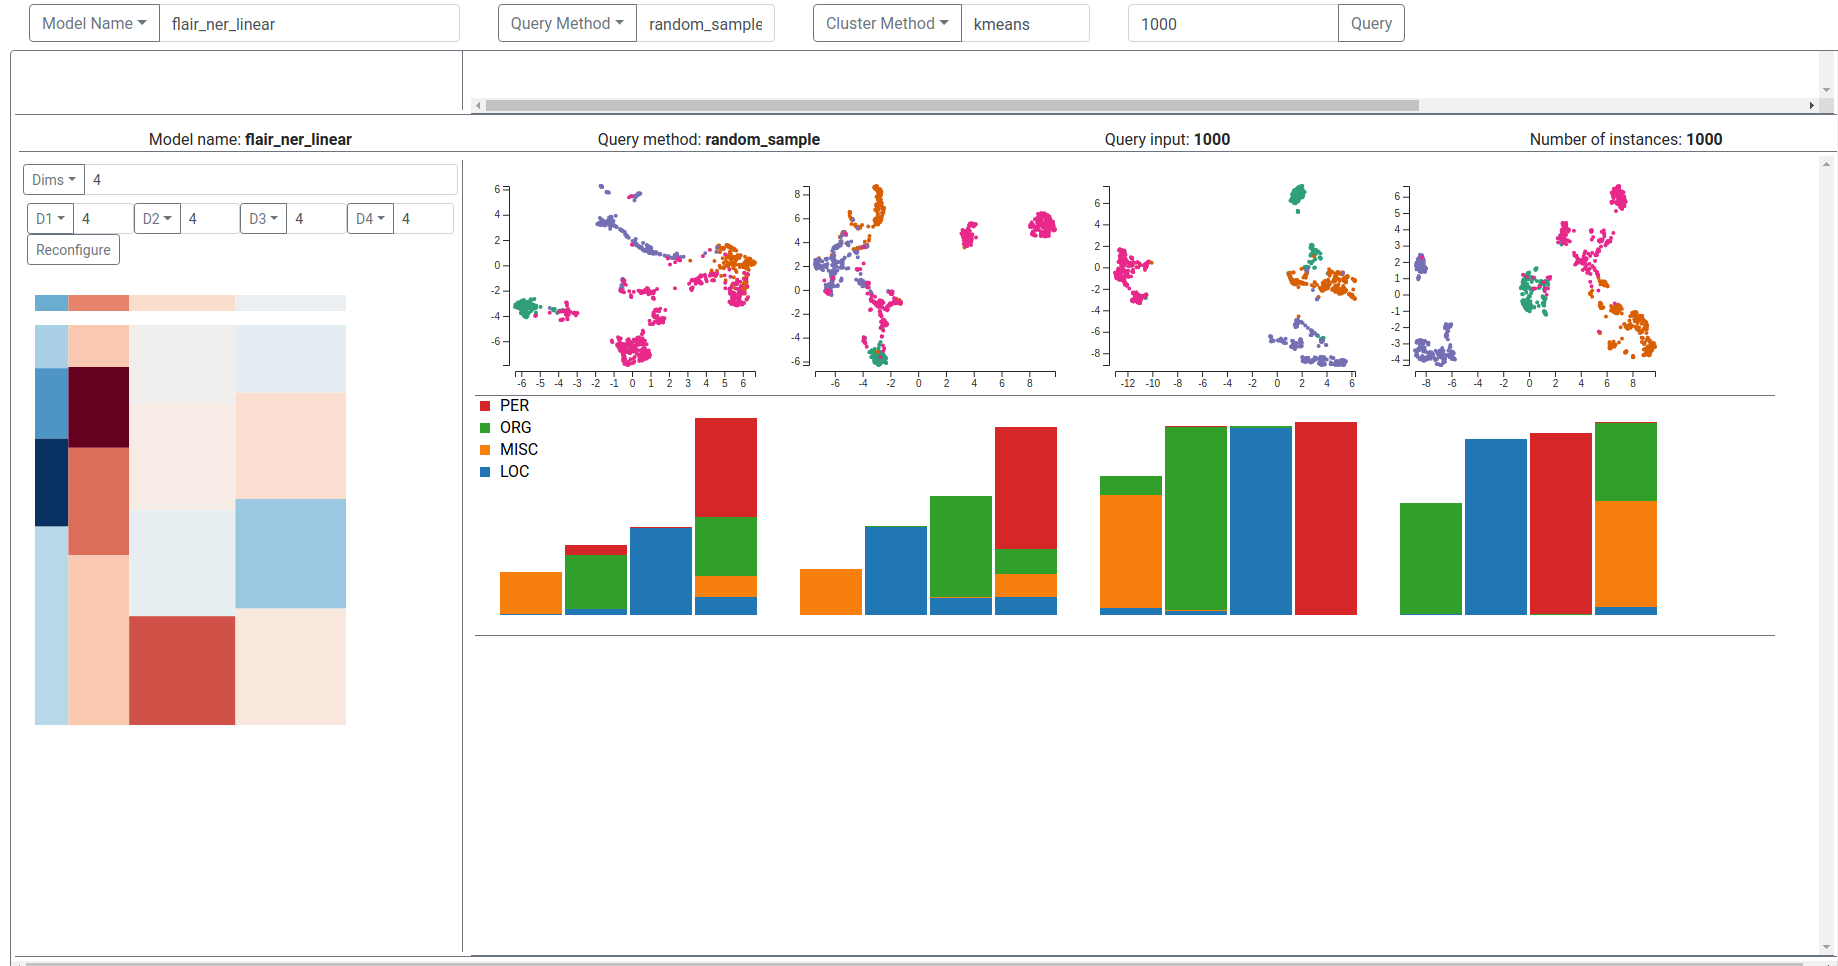 Model Name flair_ner_linear Query Method random_sample Cluster Method kmeans 1000 Query
Model name: flair_ner_linear Query method: random_sample Query input: 1000 Number of instances: 1000
Dims 4
D1 4 D2 4 D3 4 D4 4
Reconfigure
6
4
2
0
-2
-4
-6
-6 -5 -4 -3 -2 -1 0 1 2 3 4 5 6
8
6
4
2
0
-2
-4
-6
-6 -4 -2 0 2 4 6 8
6
4
2
0
-2
-4
-6
-8
-12 -10 -8 -6 -4 -2 0 2 4 6
6
5
4
3
2
1
0
-1
-2
-3
-4
-8 -6 -4 -2 0 2 4 6 8
PER
ORG
MISC
LOC